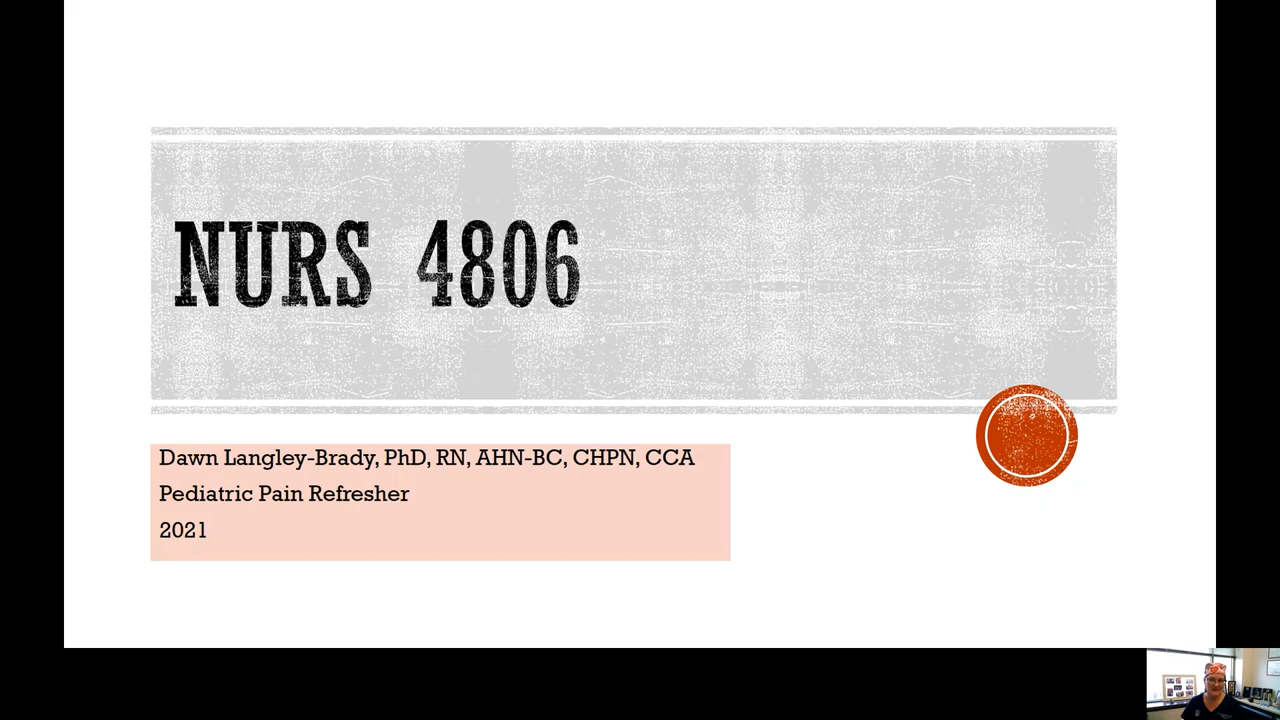 NURS 4806
Dawn Langley-Brady, PhD, RN, AHN-BC, CHPN, CCA
Pediatric Pain Refresher
2021